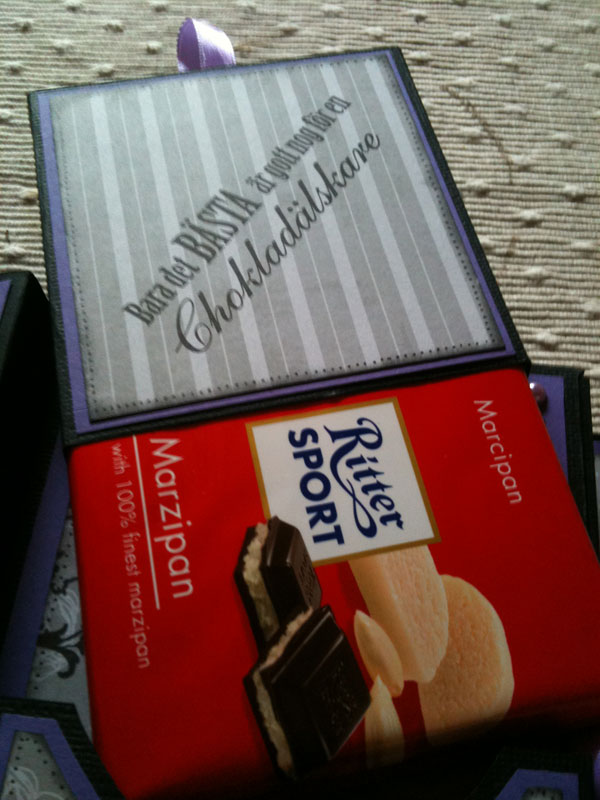 Bara det BÄSTA är gott nog för en
Chokladälskare
Ritter
SPORT
Marcipan
Marzipan
with 100% finest marzipan